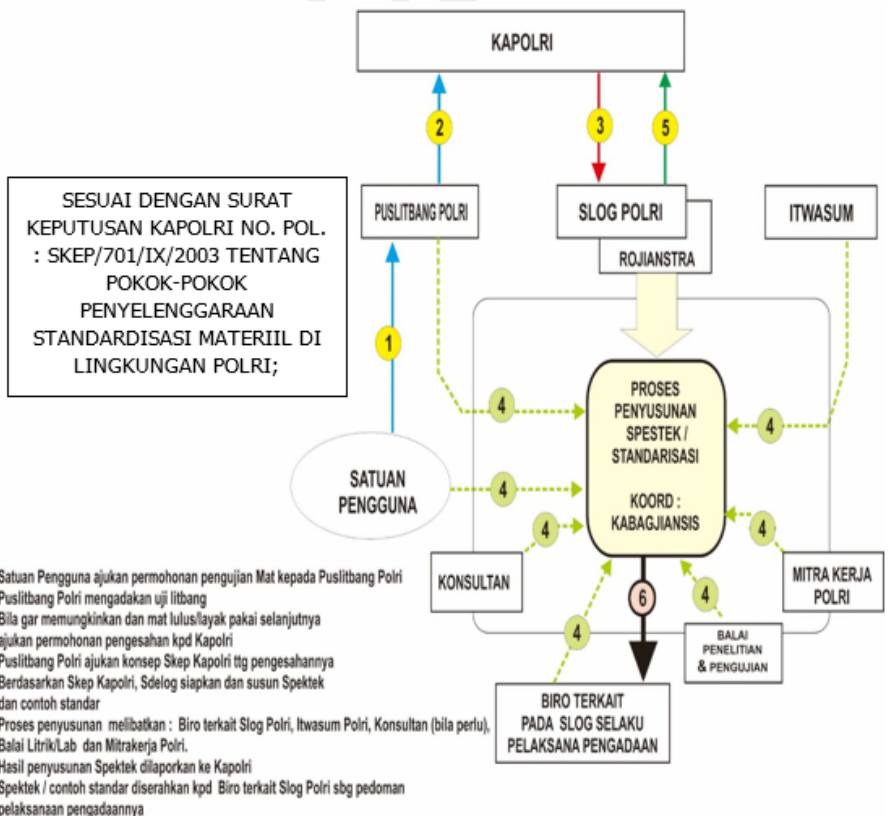 KAPOLRI
2
3
5
SESUAI DENGAN SURAT
KEPUTUSAN KAPOLRI NO. POL.
: SKEP/701/IX/2003 TENTANG
POKOK-POKOK
PENYELENGGARAAN
STANDARDISASI MATERIIL DI
LINGKUNGAN POLRI;
PUSLITBANG POLRI
SLOG POLRI
ROJIANSTRA
ITWASUM
1
4
4
PROSES
PENYUSUNAN
SPESTEK /
STANDARISASI
KOORD :
KABAGJIANSIS
SATUAN
PENGGUNA
4
4
4
KONSULTAN
MITRA KERJA
POLRI
6
4
4
BALAI
PENELITIAN
& PENGUJIAN
BIRO TERKAIT
PADA SLOG SELAKU
PELAKSANA PENGADAAN
Satuan Pengguna ajukan permohonan pengujian Mat kepada Puslitbang Polri
Puslitbang Polri mengadakan uji litbang
Bila gar memungkinkan dan mat lulus/layak pakai selanjutnya
ajukan permohonan pengesahan kpd Kapolri
Puslitbang Polri ajukan konsep Skep Kapolri ttg pengesahannya
Berdasarkan Skep Kapolri, Sdelog siapkan dan susun Spektek
dan contoh standar
Proses penyusunan melibatkan : Biro terkait Slog Polri, Itwasum Polri, Konsultan (bila perlu),
Balai Litrik/Lab dan Mitrakerja Polri.
Hasil penyusunan Spektek dilaporkan ke Kapolri
Spektek / contoh standar diserahkan kpd Biro terkait Slog Polri sbg pedoman
pelaksanaan pengadaannya